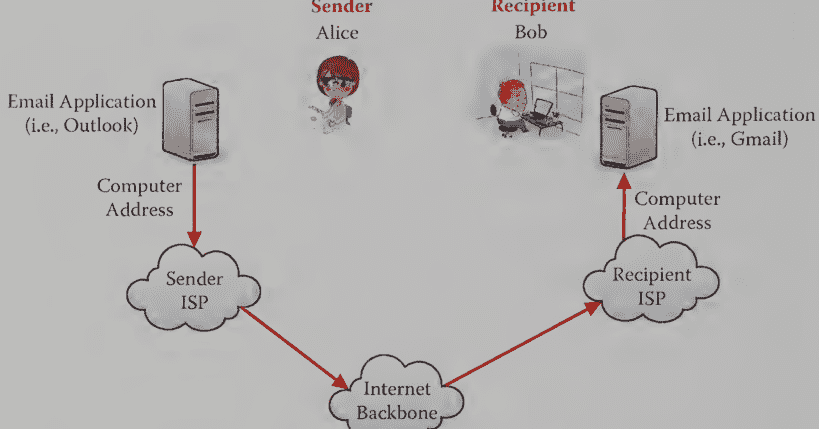 Sender
Alice
Recipient
Bob
Email Application
(i.e., Outlook)
Email Application
(i.e., Gmail)
Computer
Address
Computer
Address
Sender
ISP
Recipient
ISP
Internet
Backbone